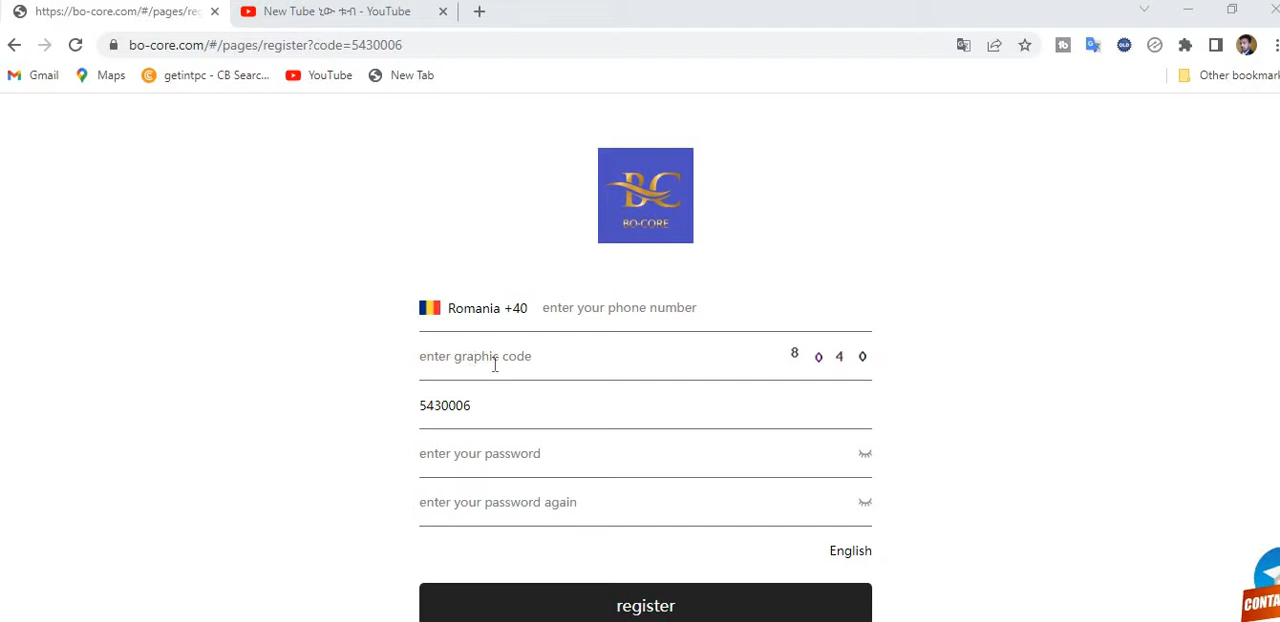 https://bo-core.com/#/pages/reg
New Tube ኒው ቱብ - YouTube
bo-core.com/#/pages/register?code=5430006
Gmail
Maps
getintpc - CB Searc...
YouTube
New Tab
Other bookmark
BC
BO-CORE
Romania +40
enter your phone number
enter graphic code
8 0 4 0
5430006
enter your password
enter your password again
English
register
CONTA